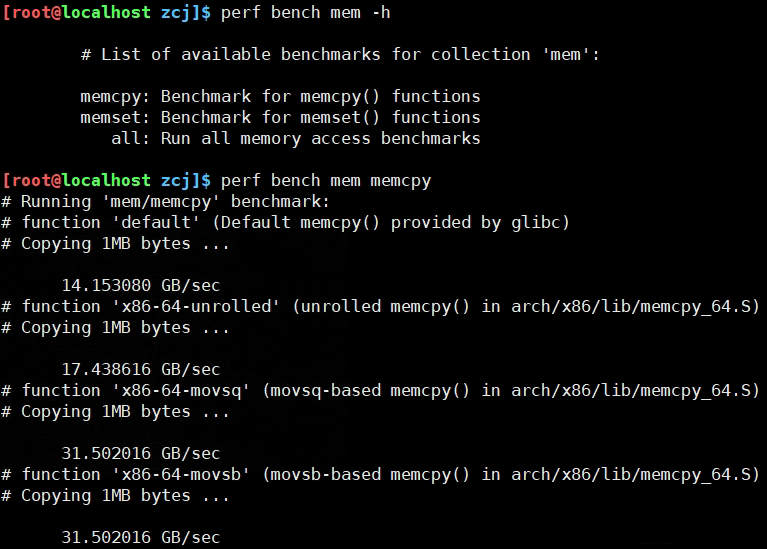 [root@localhost zcj]$ perf bench mem -h
# List of available benchmarks for collection 'mem':
memcpy: Benchmark for memcpy() functions
memset: Benchmark for memset() functions
all: Run all memory access benchmarks
[root@localhost zcj]$ perf bench mem memcpy
# Running 'mem/memcpy' benchmark:
# function 'default' (Default memcpy() provided by glibc)
# Copying 1MB bytes ...
14.153080 GB/sec
# function 'x86-64-unrolled' (unrolled memcpy() in arch/x86/lib/memcpy_64.S)
# Copying 1MB bytes ...
17.438616 GB/sec
# function 'x86-64-movsq' (movsq-based memcpy() in arch/x86/lib/memcpy_64.S)
# Copying 1MB bytes ...
31.502016 GB/sec
# function 'x86-64-movsb' (movsb-based memcpy() in arch/x86/lib/memcpy_64.S)
# Copying 1MB bytes ...
31.502016 GB/sec